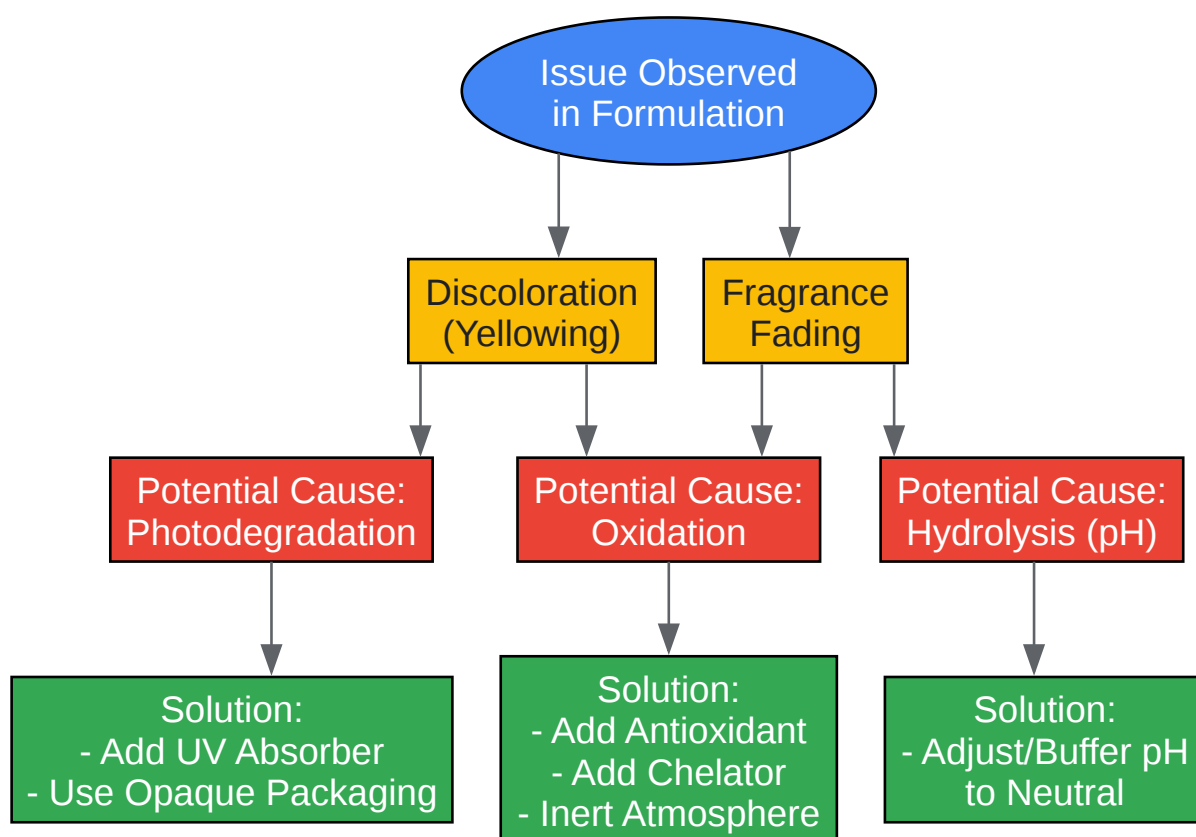 Issue Observed
in Formulation
Discoloration
(Yellowing)
Fragrance
Fading
Potential Cause:
Photodegradation
Potential Cause:
Oxidation
Potential Cause:
Hydrolysis (pH)
Solution:
- Add UV Absorber
- Use Opaque Packaging
Solution:
- Add Antioxidant
- Add Chelator
- Inert Atmosphere
Solution:
- Adjust/Buffer pH
to Neutral